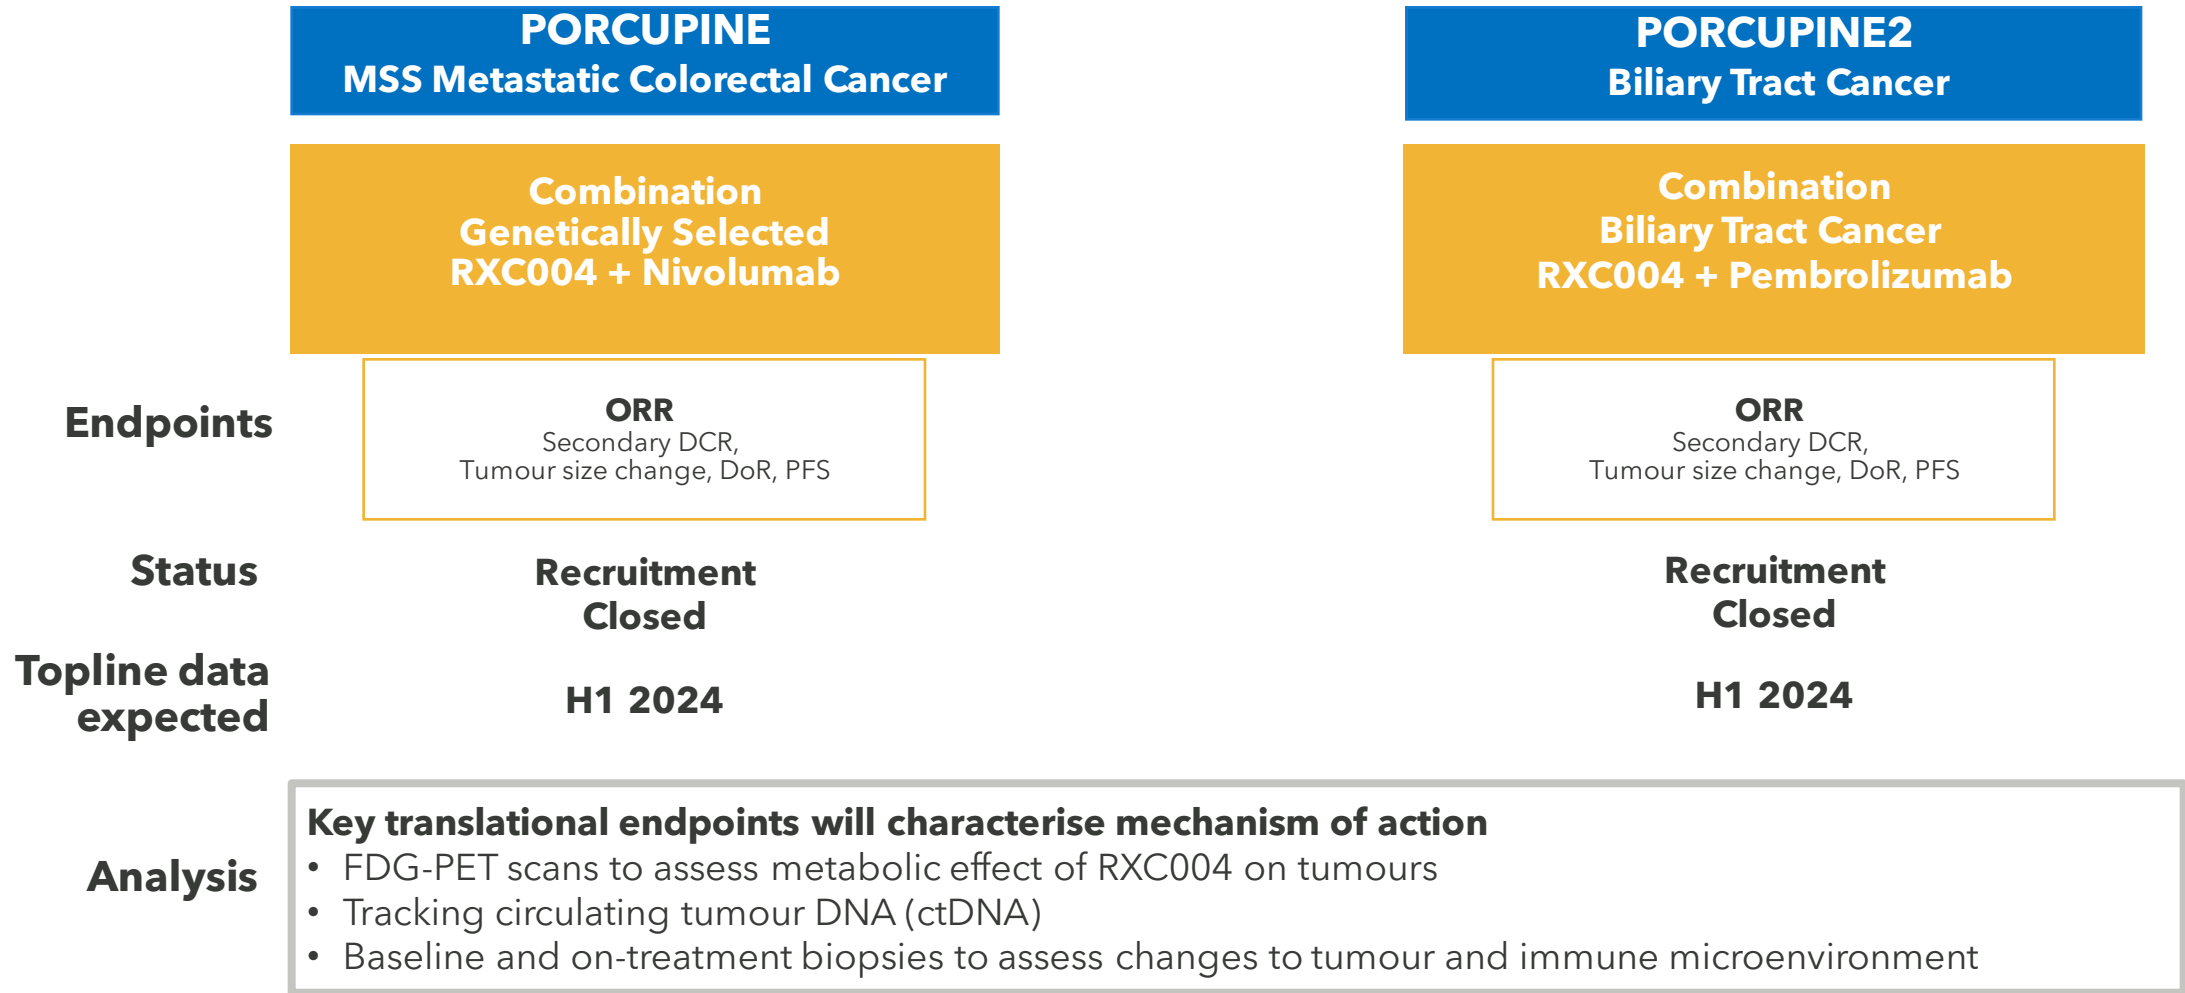 PORCUPINE
MSS Metastatic Colorectal Cancer
PORCUPINE2
Biliary Tract Cancer
Combination
Genetically Selected
RXC004 + Nivolumab
Combination
Biliary Tract Cancer
RXC004 + Pembrolizumab
Endpoints
ORR
Secondary DCR,
Tumour size change, DoR, PFS
ORR
Secondary DCR,
Tumour size change, DoR, PFS
Status
Recruitment
Closed
Recruitment
Closed
Topline data
expected
H1 2024
H1 2024
Analysis
Key translational endpoints will characterise mechanism of action
• FDG-PET scans to assess metabolic effect of RXC004 on tumours
• Tracking circulating tumour DNA (ctDNA)
• Baseline and on-treatment biopsies to assess changes to tumour and immune microenvironment